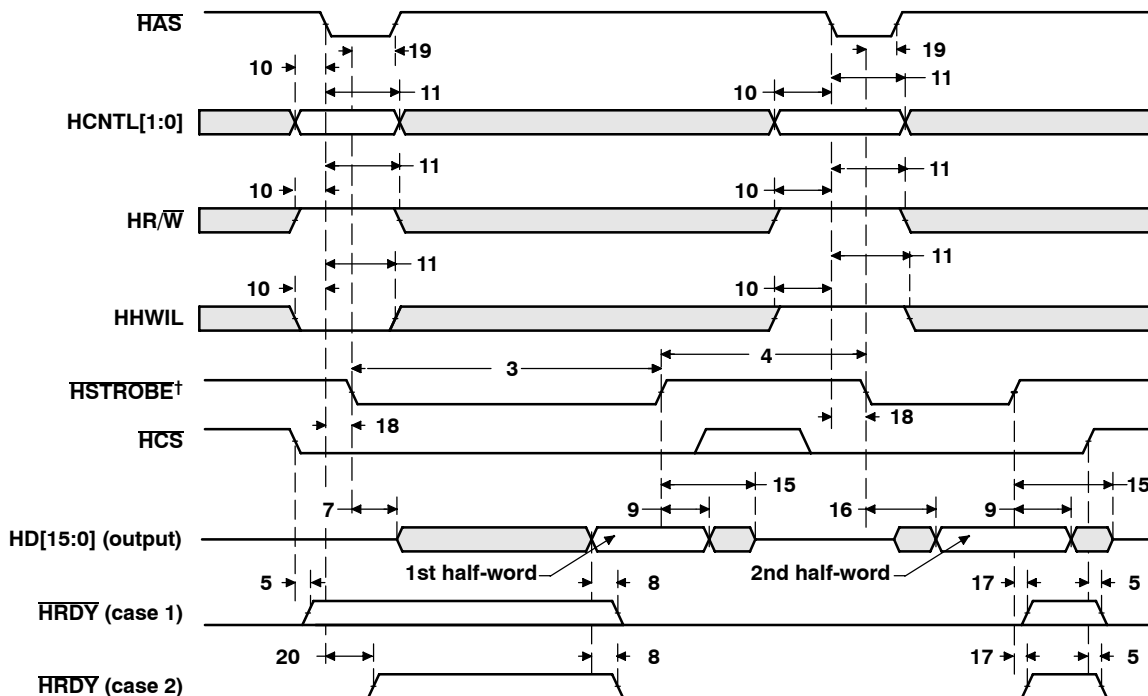 HAS
19
19
10
11
11
10
HCNTL[1:0]
11
11
10
10
HR/W
11
11
10
10
HHWIL
3
4
HSTROBE†
18
18
HCS
15
15
7
9
16
9
HD[15:0] (output)
1st half-word
2nd half-word
5
8
17
5
HRDY (case 1)
20
8
17
5
HRDY (case 2)